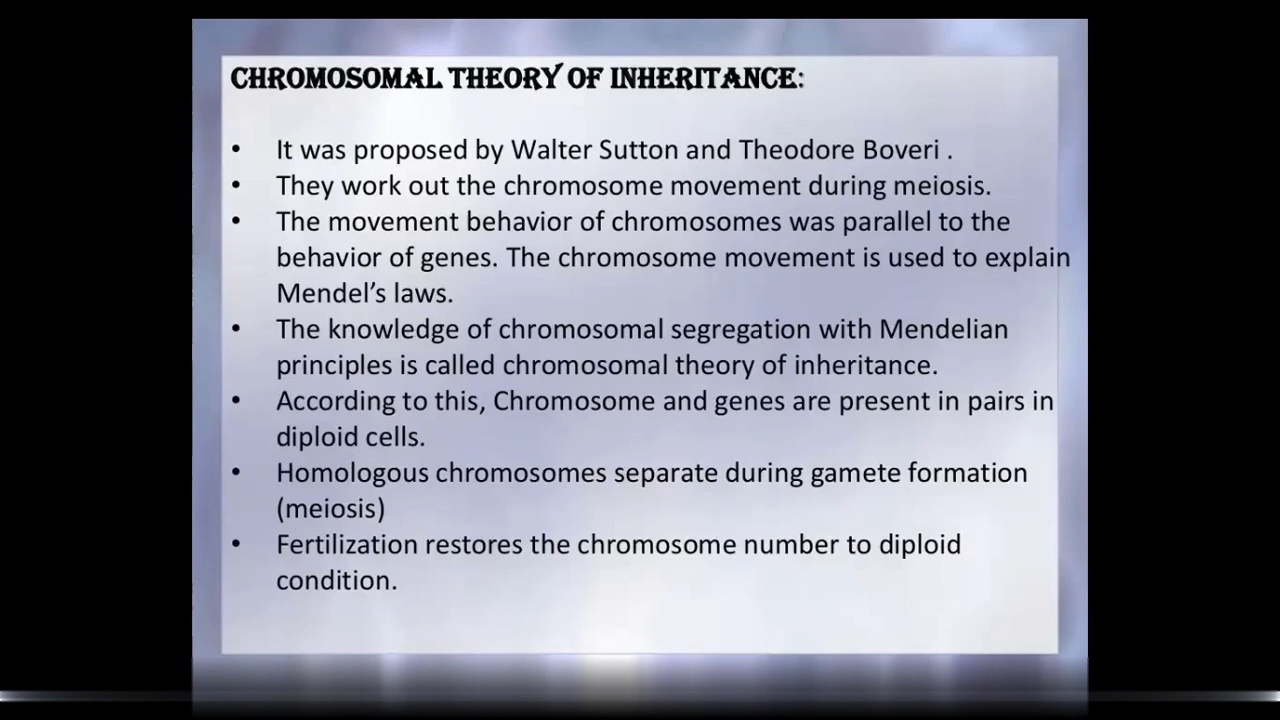 CHROMOSOMAL THEORY OF INHERITANCE:
• It was proposed by Walter Sutton and Theodore Boveri .
• They work out the chromosome movement during meiosis.
• The movement behavior of chromosomes was parallel to the
behavior of genes. The chromosome movement is used to explain
Mendel’s laws.
• The knowledge of chromosomal segregation with Mendelian
principles is called chromosomal theory of inheritance.
• According to this, Chromosome and genes are present in pairs in
diploid cells.
• Homologous chromosomes separate during gamete formation
(meiosis)
• Fertilization restores the chromosome number to diploid
condition.